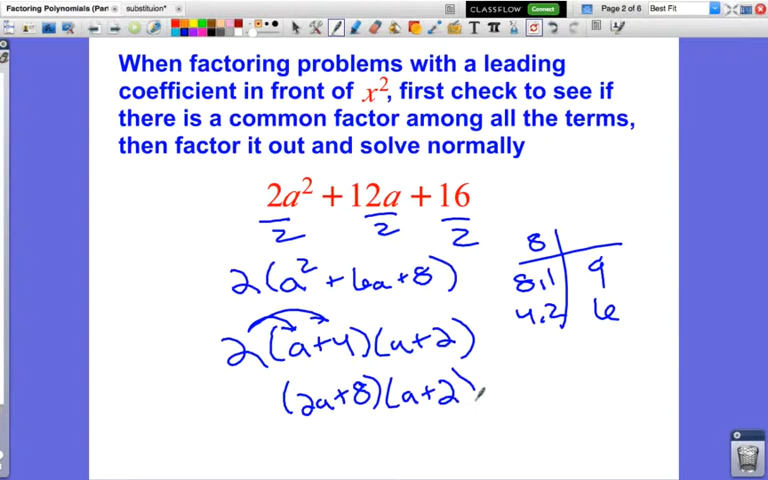 Factoring Polynomials (Part
substituion*
CLASSFLOW Connect
Page 2 of 6
Best Fit
When factoring problems with a leading
coefficient in front of x², first check to see if
there is a common factor among all the terms,
then factor it out and solve normally
2a² + 12a + 16
2 2 2
2(a² + 6a + 8)
8
8,1 9
4,2 6
2(a+4)(a+2)
(2a+8)(a+2)